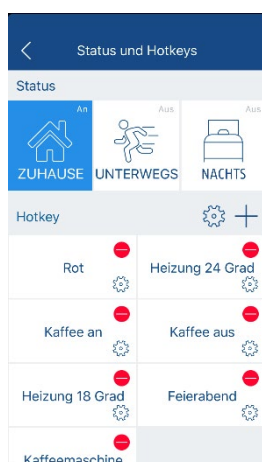 Status und Hotkeys
Status
An
Aus
Aus
ZUHAUSE
UNTERWEGS
NACHTS
Hotkey
Rot
Heizung 24 Grad
Kaffee an
Kaffee aus
Heizung 18 Grad
Feierabend
Kaffeemaschine